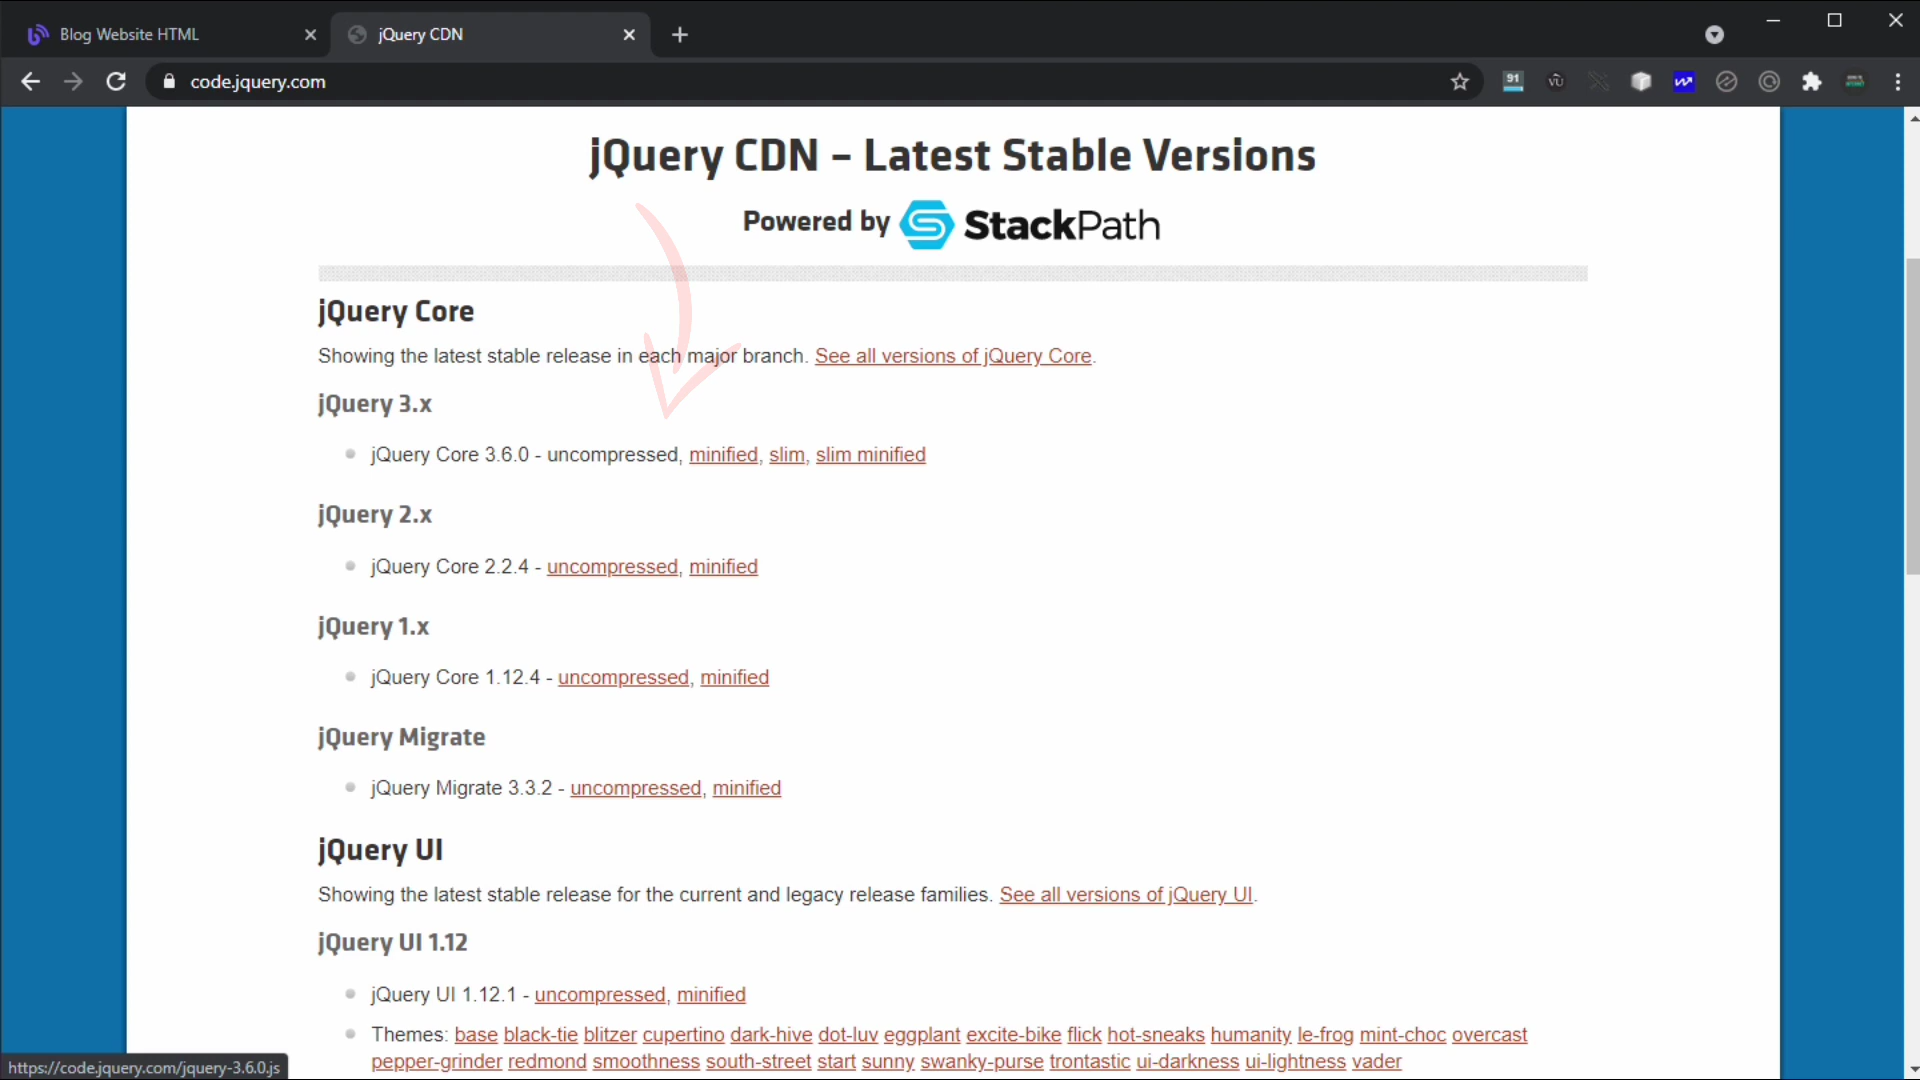 Blog Website HTML
jQuery CDN
code.jquery.com
91
jQuery CDN – Latest Stable Versions
Powered by StackPath
jQuery Core
Showing the latest stable release in each major branch. See all versions of jQuery Core.
jQuery 3.x
jQuery Core 3.6.0 - uncompressed, minified, slim, slim minified
jQuery 2.x
jQuery Core 2.2.4 - uncompressed, minified
jQuery 1.x
jQuery Core 1.12.4 - uncompressed, minified
jQuery Migrate
jQuery Migrate 3.3.2 - uncompressed, minified
jQuery UI
Showing the latest stable release for the current and legacy release families. See all versions of jQuery UI.
jQuery UI 1.12
jQuery UI 1.12.1 - uncompressed, minified
Themes: base black-tie blitzer cupertino dark-hive dot-luv eggplant excite-bike flick hot-sneaks humanity le-frog mint-choc overcast
pepper-grinder redmond smoothness south-street start sunny swanky-purse trontastic ui-darkness ui-lightness vader
https://code.jquery.com/jquery-3.6.0.js